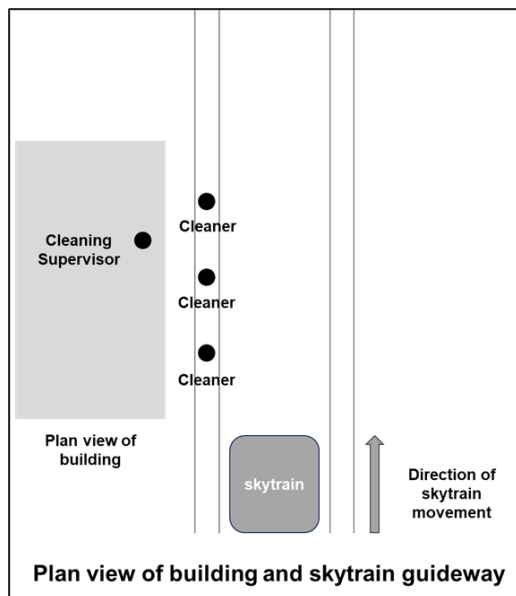 Cleaner
Cleaning
Supervisor
Cleaner
Cleaner
Plan view of
building
skytrain
Direction of
skytrain
movement
Plan view of building and skytrain guideway